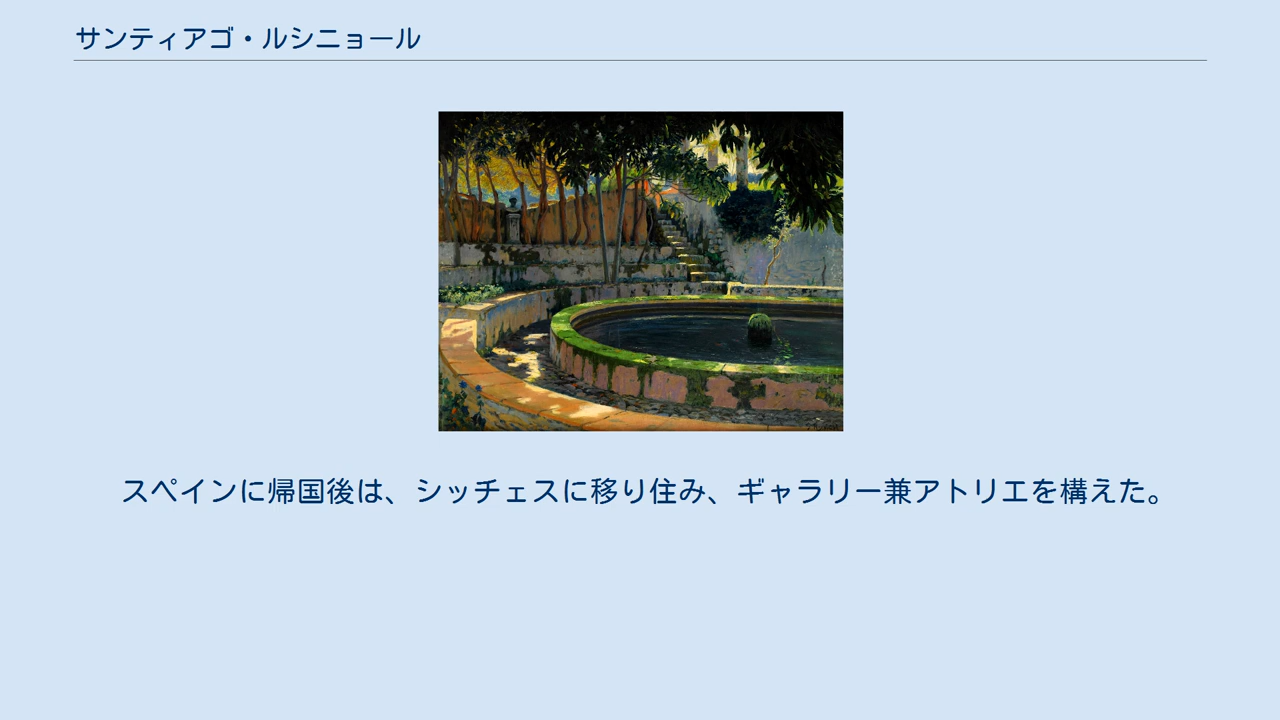 サンティアゴ・ルシニョール
スペインに帰国後は、シッチェスに移り住み、ギャラリー兼アトリエを構えた。